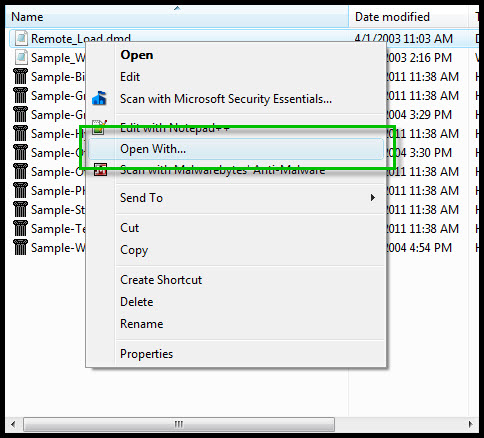 Name Date modified
Remote_Load.dmd 4/1/2003 11:03 AM
Open
Sample_W 2003 2:16 PM
Edit
Sample-Bi 2011 11:38 AM
Scan with Microsoft Security Essentials...
Sample-Gr 2011 11:38 AM
Sample-Gr 2004 3:29 PM
Edit with Notepad++
Sample-H 2011 11:38 AM
Open With...
004 3:30 PM
Sample-O 2011 11:38 AM
Scan with Malwarebytes' Anti-Malware
Sample-Ph 2011 11:38 AM
Send To
Sample-St 2011 11:38 AM
Sample-Te 2011 11:38 AM
Cut
Sample-W 2004 4:54 PM
Copy
Create Shortcut
Delete
Rename
Properties